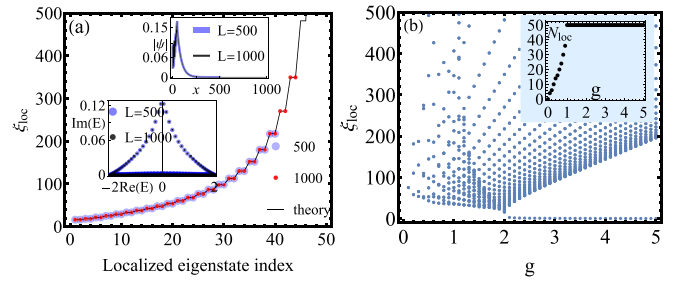 (a)
500
400
300
200
100
0
ξloc
0 10 20 30 40 50
Localized eigenstate index
0.15
|ψ|
0.06
0
0 x 500 1000
L=500
L=1000
0.12
Im(E)
0.06
0
−2Re(E) 0 2
L=500
L=1000
500
1000
theory
(b)
500
400
300
200
100
0
ξloc
0 1 2 3 4 5
g
50
40
30
20
10
0
Nloc
g
0 1 2 3 4 5